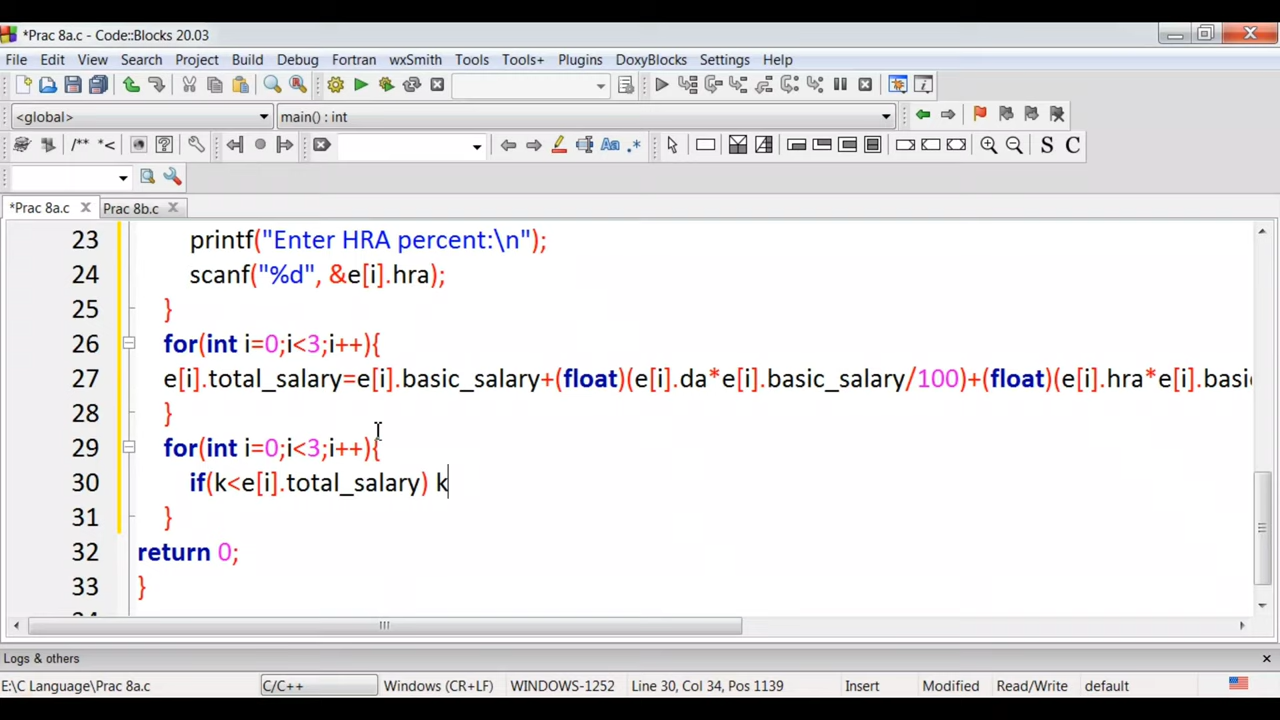 *Prac 8a.c - Code::Blocks 20.03
File Edit View Search Project Build Debug Fortran wxSmith Tools Tools+ Plugins DoxyBlocks Settings Help
<global> main() : int
/** *< Aa .* S C
*Prac 8a.c Prac 8b.c
23 printf("Enter HRA percent:\n");
24 scanf("%d", &e[i].hra);
25 }
26 for(int i=0;i<3;i++){
27 e[i].total_salary=e[i].basic_salary+(float)(e[i].da*e[i].basic_salary/100)+(float)(e[i].hra*e[i].basic
28 }
29 for(int i=0;i<3;i++){
30 if(k<e[i].total_salary) k
31 }
32 return 0;
33 }
Logs & others
E:\C Language\Prac 8a.c C/C++ Windows (CR+LF) WINDOWS-1252 Line 30, Col 34, Pos 1139 Insert Modified Read/Write default